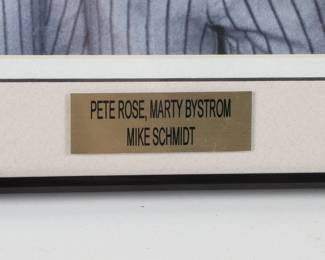 PETE ROSE, MARTY BYSTROM
MIKE SCHMIDT